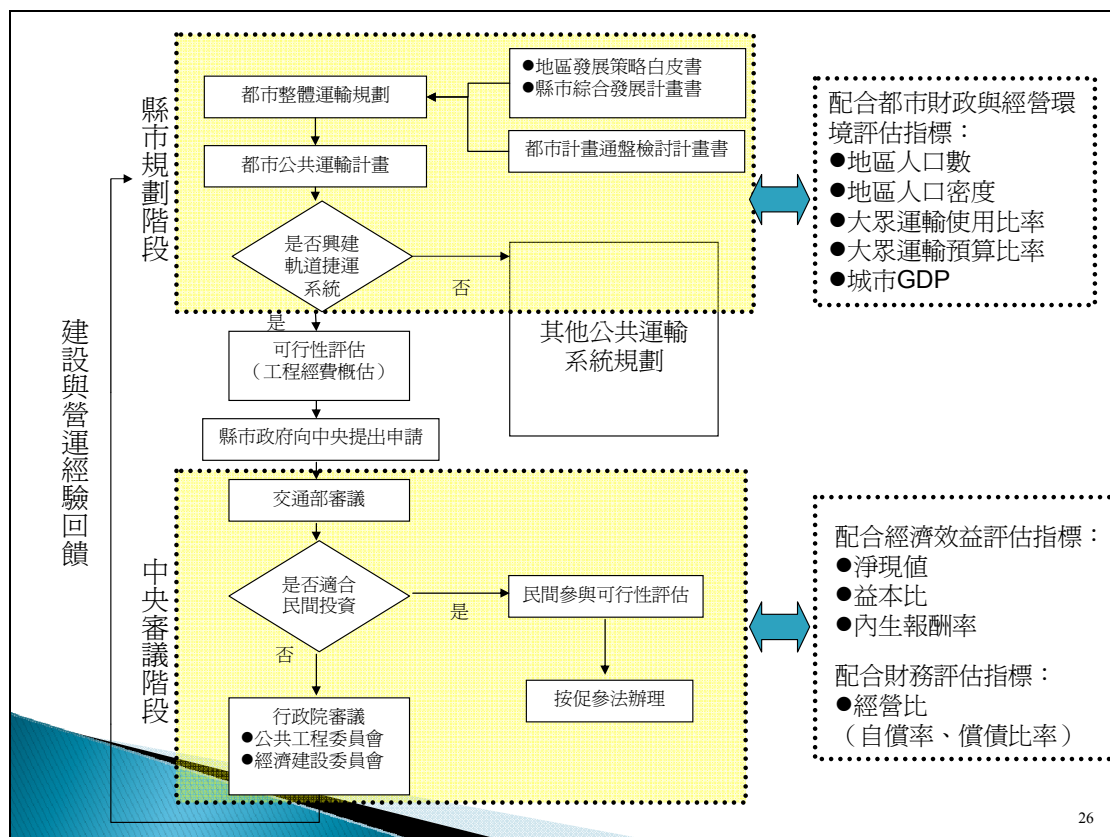 建設與營運經驗回饋
縣市規劃階段
都市整體運輸規劃
●地區發展策略白皮書
●縣市綜合發展計畫書
都市計畫通盤檢討計畫書
都市公共運輸計畫
是否興建
軌道捷運
系統
否
是
其他公共運輸
系統規劃
可行性評估
(工程經費概估)
縣市政府向中央提出申請
配合都市財政與經營環
境評估指標：
●地區人口數
●地區人口密度
●大眾運輸使用比率
●大眾運輸預算比率
●城市GDP
中央審議階段
交通部審議
是否適合
民間投資
是
否
民間參與可行性評估
按促參法辦理
行政院審議
●公共工程委員會
●經濟建設委員會
配合經濟效益評估指標：
●淨現值
●益本比
●內生報酬率
配合財務評估指標：
●經營比
（自償率、償債比率）
26